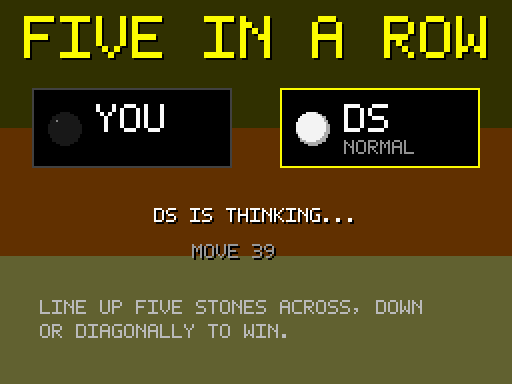 FIVE IN A ROW
YOU
DS
NORMAL
DS IS THINKING...
MOVE 39
LINE UP FIVE STONES ACROSS, DOWN
OR DIAGONALLY TO WIN.